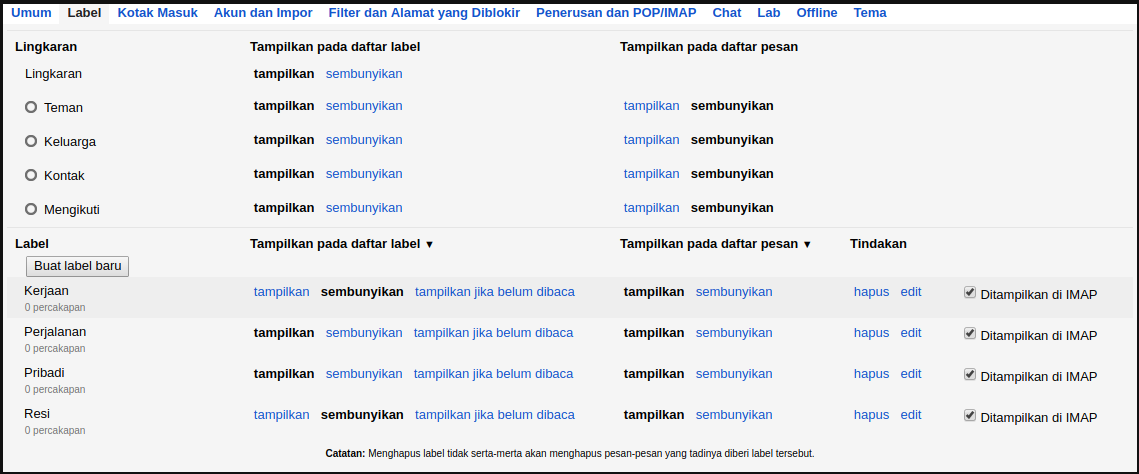 Umum Label Kotak Masuk Akun dan Impor Filter dan Alamat yang Diblokir Penerusan dan POP/IMAP Chat Lab Offline Tema
Lingkaran Tampilkan pada daftar label Tampilkan pada daftar pesan
Lingkaran tampilkan sembunyikan
Teman tampilkan sembunyikan tampilkan sembunyikan
Keluarga tampilkan sembunyikan tampilkan sembunyikan
Kontak tampilkan sembunyikan tampilkan sembunyikan
Mengikuti tampilkan sembunyikan tampilkan sembunyikan
Label Tampilkan pada daftar label ▼ Tampilkan pada daftar pesan ▼ Tindakan
Buat label baru
Kerjaan tampilkan sembunyikan tampilkan jika belum dibaca tampilkan sembunyikan hapus edit Ditampilkan di IMAP
0 percakapan
Perjalanan tampilkan sembunyikan tampilkan jika belum dibaca tampilkan sembunyikan hapus edit Ditampilkan di IMAP
0 percakapan
Pribadi tampilkan sembunyikan tampilkan jika belum dibaca tampilkan sembunyikan hapus edit Ditampilkan di IMAP
0 percakapan
Resi tampilkan sembunyikan tampilkan jika belum dibaca tampilkan sembunyikan hapus edit Ditampilkan di IMAP
0 percakapan
Catatan: Menghapus label tidak serta-merta akan menghapus pesan-pesan yang tadinya diberi label tersebut.